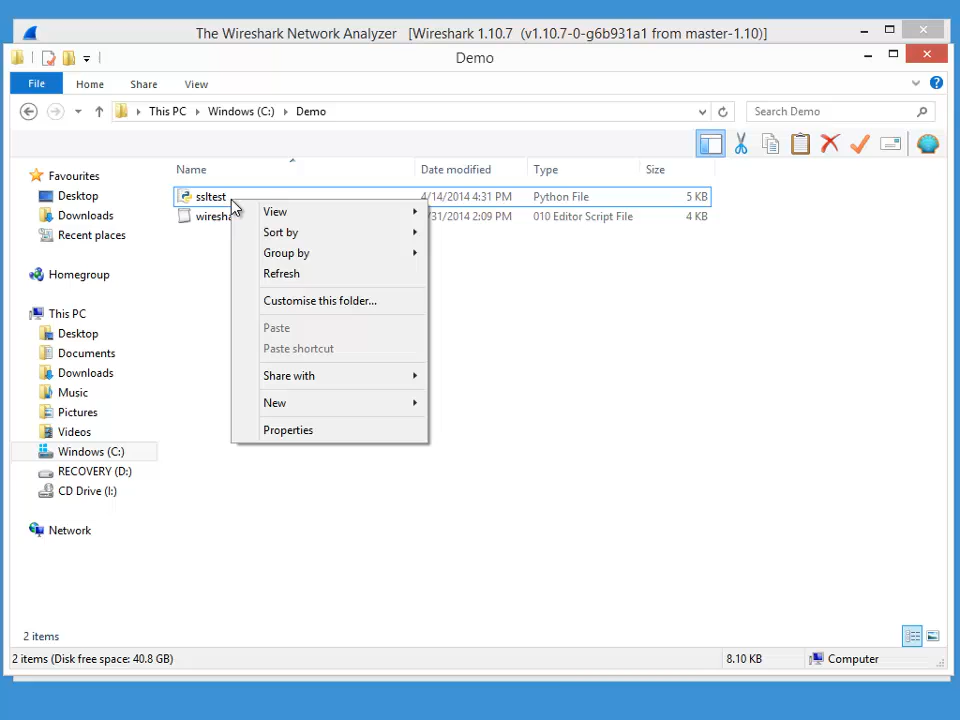 The Wireshark Network Analyzer [Wireshark 1.10.7 (v1.10.7-0-g6b931a1 from master-1.10)]
Demo
File Home Share View
This PC Windows (C:) Demo
Search Demo
Name Date modified Type Size
ssltest 4/14/2014 4:31 PM Python File 5 KB
/31/2014 2:09 PM 010 Editor Script File 4 KB
View
Sort by
Group by
Refresh
Customise this folder...
Paste
Paste shortcut
Share with
New
Properties
Favourites
Desktop
Downloads
Recent places
Homegroup
This PC
Desktop
Documents
Downloads
Music
Pictures
Videos
Windows (C:)
RECOVERY (D:)
CD Drive (I:)
Network
2 items
2 items (Disk free space: 40.8 GB) 8.10 KB Computer